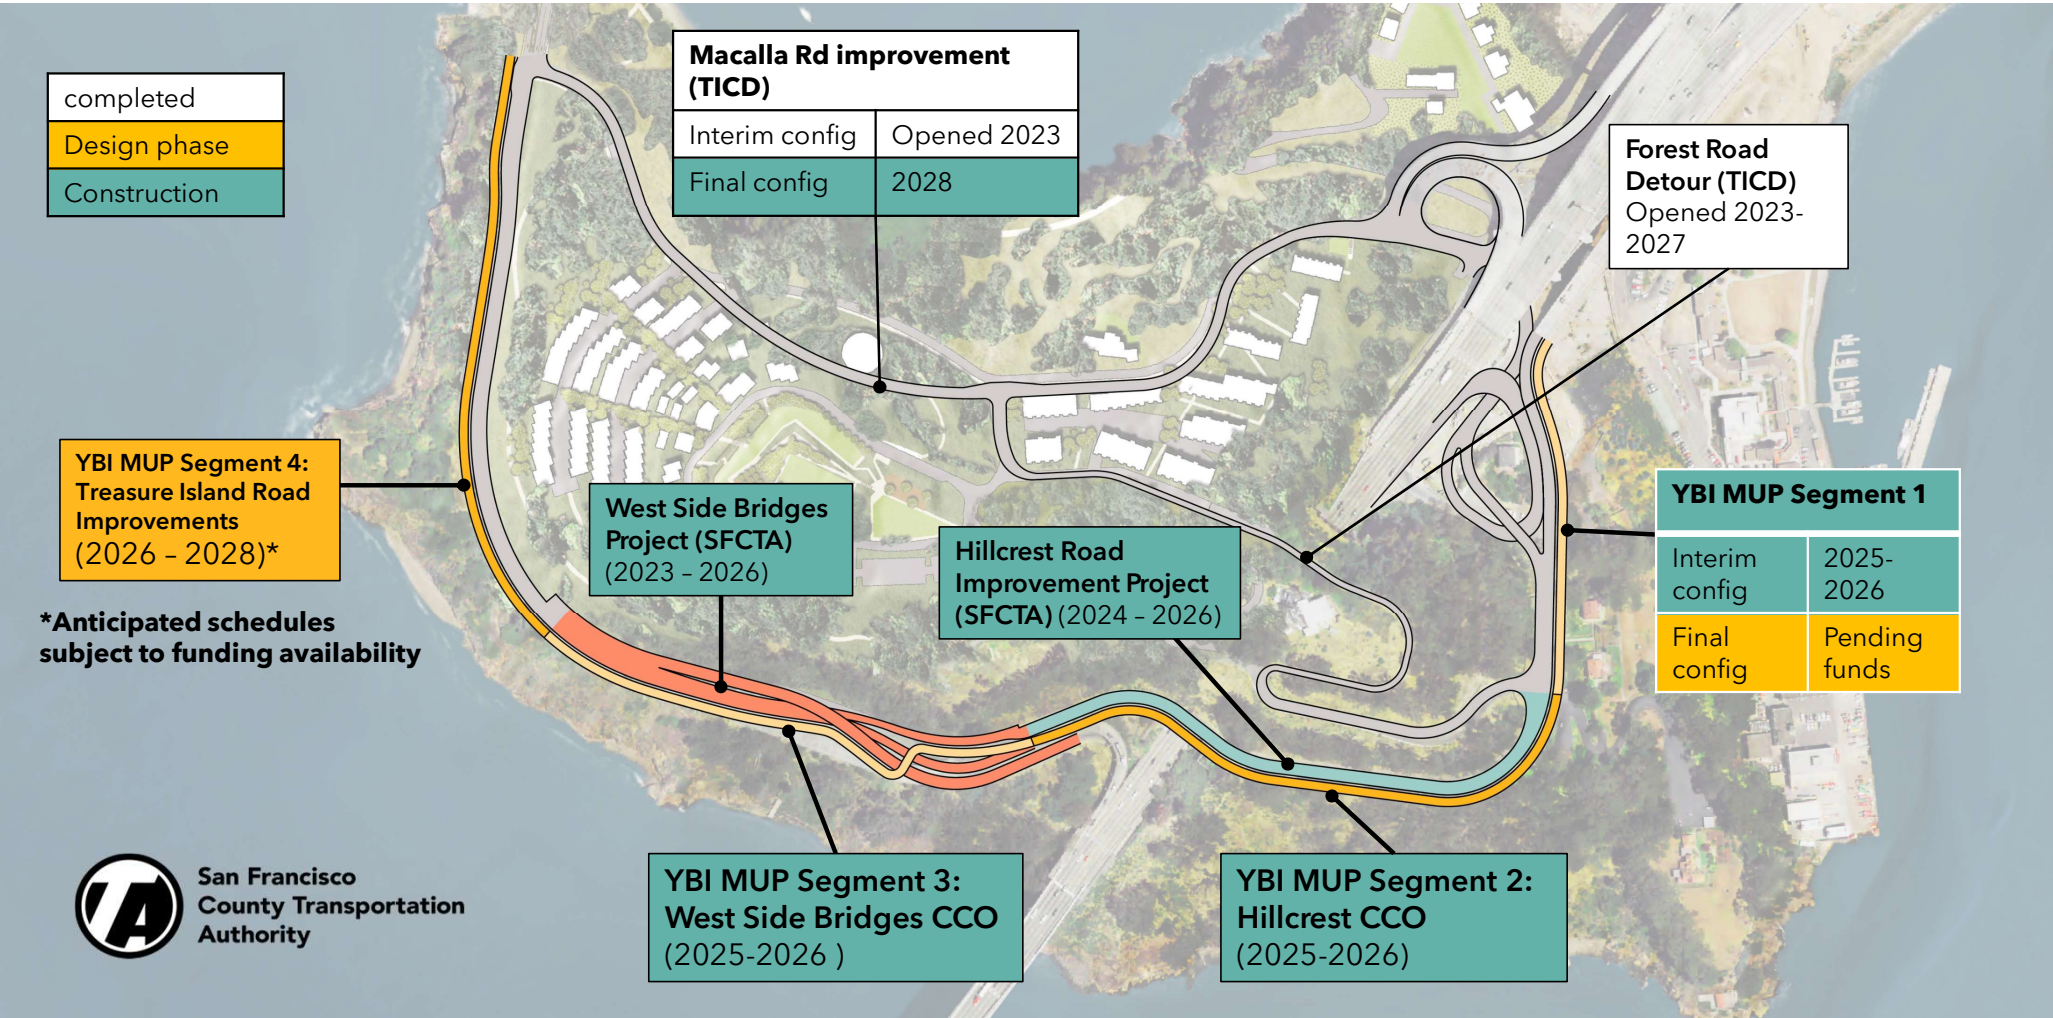 completed
Design phase
Construction
Macalla Rd improvement
(TICD)
Interim config Opened 2023
Final config 2028
Forest Road
Detour (TICD)
Opened 2023-
2027
YBI MUP Segment 4:
Treasure Island Road
Improvements
(2026 – 2028)*
*Anticipated schedules
subject to funding availability
West Side Bridges
Project (SFCTA)
(2023 – 2026)
Hillcrest Road
Improvement Project
(SFCTA) (2024 – 2026)
YBI MUP Segment 1
Interim
config
2025-
2026
Final
config
Pending
funds
YBI MUP Segment 3:
West Side Bridges CCO
(2025-2026 )
YBI MUP Segment 2:
Hillcrest CCO
(2025-2026)
TA
San Francisco
County Transportation
Authority